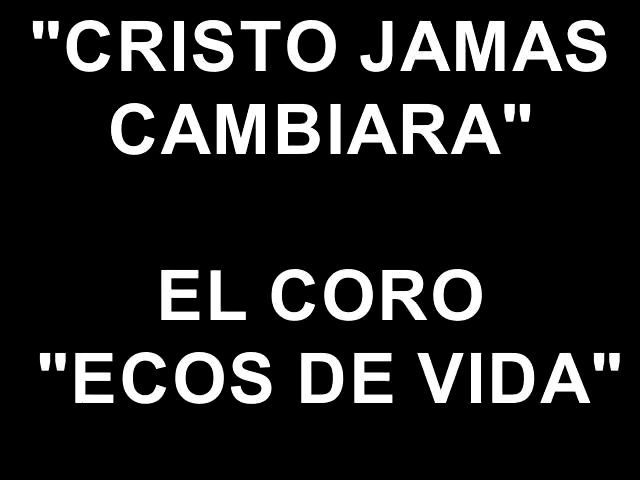 "CRISTO JAMAS
CAMBIARA"
EL CORO
"ECOS DE VIDA"